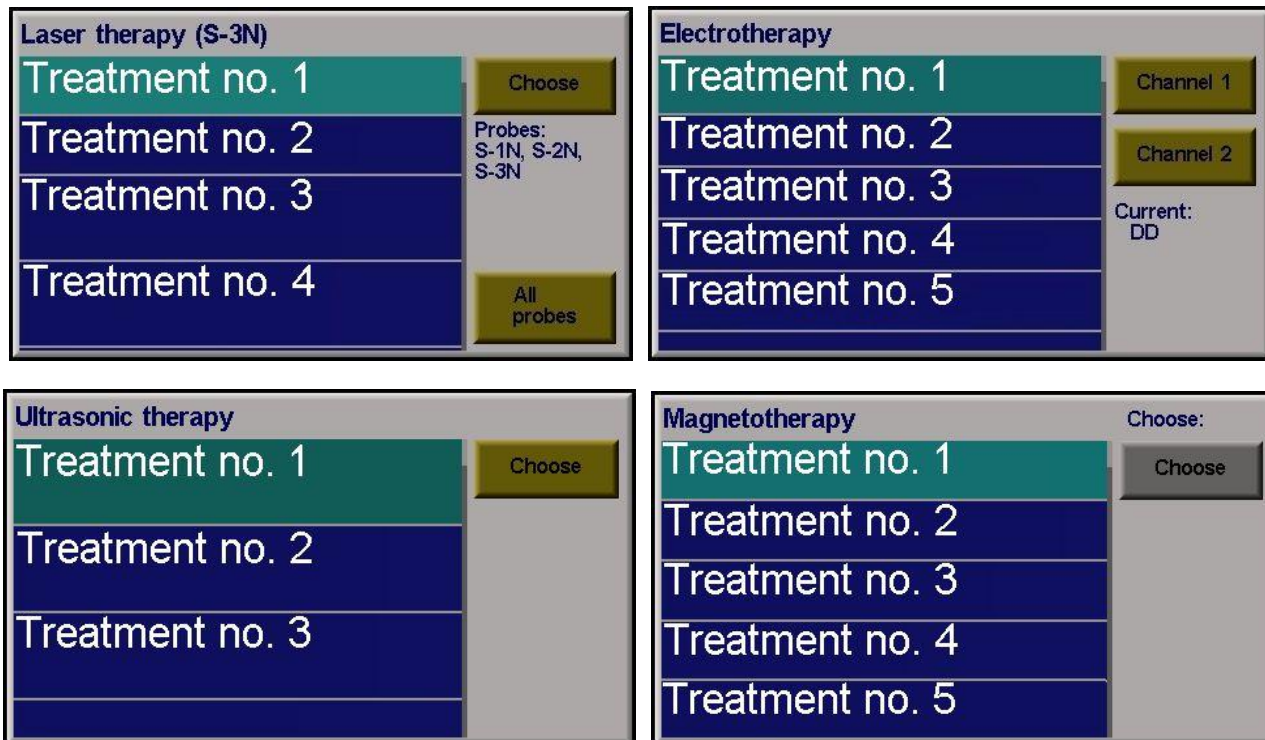 Laser therapy (S-3N)
Treatment no. 1
Choose
Treatment no. 2
Probes:
S-1N, S-2N,
S-3N
Treatment no. 3
Treatment no. 4
All
probes
Electrotherapy
Treatment no. 1
Channel 1
Treatment no. 2
Channel 2
Treatment no. 3
Current:
DD
Treatment no. 4
Treatment no. 5
Ultrasonic therapy
Treatment no. 1
Choose
Treatment no. 2
Treatment no. 3
Magnetotherapy
Choose:
Treatment no. 1
Choose
Treatment no. 2
Treatment no. 3
Treatment no. 4
Treatment no. 5